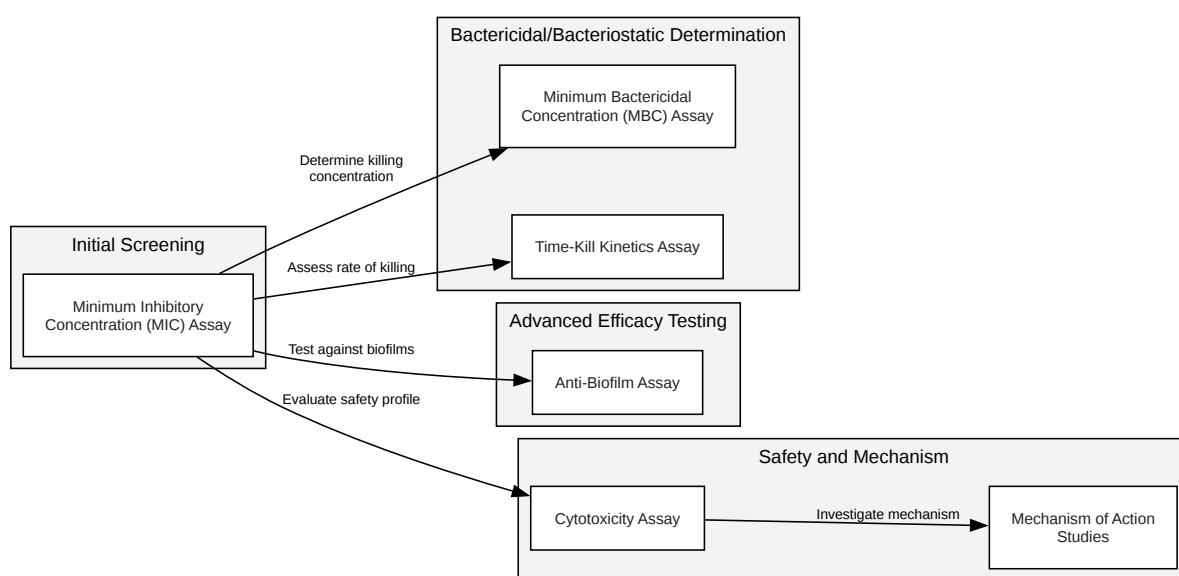 Bactericidal/Bacteriostatic Determination
Minimum Bactericidal
Concentration (MBC) Assay
Determine killing
concentration
Initial Screening
Time-Kill Kinetics Assay
Assess rate of killing
Minimum Inhibitory
Concentration (MIC) Assay
Advanced Efficacy Testing
Test against biofilms
Anti-Biofilm Assay
Evaluate safety profile
Safety and Mechanism
Cytotoxicity Assay
Investigate mechanism
Mechanism of Action
Studies